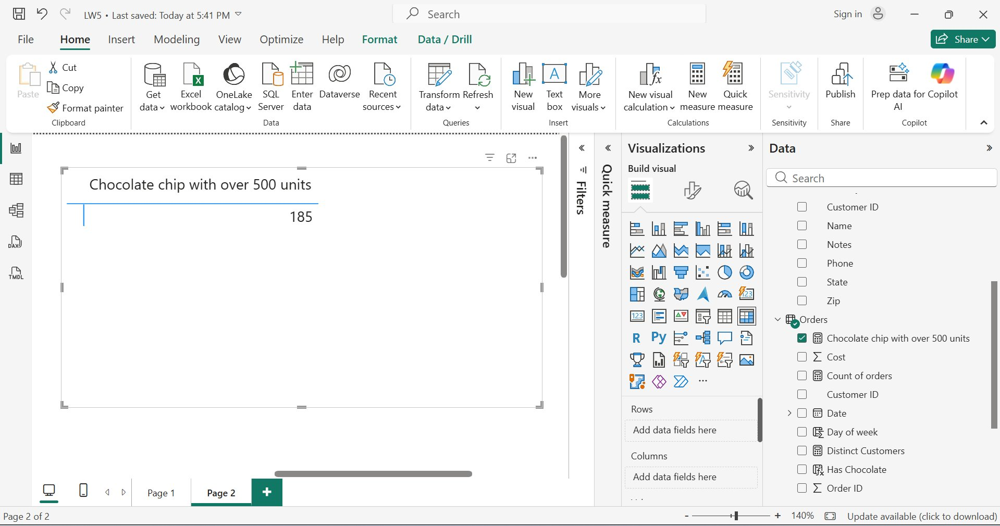 LW5 • Last saved: Today at 5:41 PM
Search
Sign in
File
Home
Insert
Modeling
View
Optimize
Help
Format
Data / Drill
Share
Paste
Cut
Copy
Format painter
Clipboard
Get data
Excel workbook
OneLake catalog
SQL Server
Enter data
Dataverse
Recent sources
Data
Transform data
Refresh
Queries
New visual
Text box
More visuals
Insert
New visual calculation
New measure
Quick measure
Calculations
Sensitivity
Sensitivity
Publish
Share
Prep data for AI
Copilot
Copilot
DAX
TMDL
Chocolate chip with over 500 units
185
Filters
Quick measure
Visualizations
Build visual
123
123
R
Py
Rows
Add data fields here
Columns
Add data fields here
Data
Search
Customer ID
Name
Notes
Phone
State
Zip
Orders
Chocolate chip with over 500 units
Cost
Count of orders
Customer ID
Date
Day of week
Distinct Customers
Has Chocolate
Order ID
Page 1
Page 2
Page 2 of 2
- + 140%
Update available (click to download)